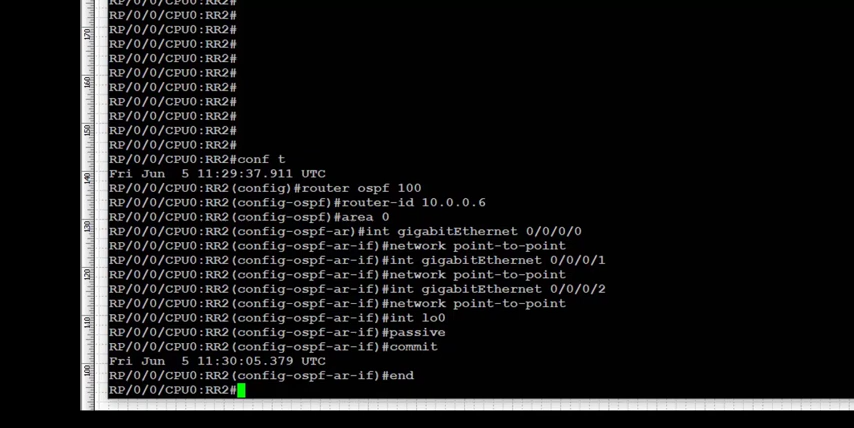 RP/0/0/CPU0:RR2#
RP/0/0/CPU0:RR2#
RP/0/0/CPU0:RR2#
RP/0/0/CPU0:RR2#
RP/0/0/CPU0:RR2#
RP/0/0/CPU0:RR2#
RP/0/0/CPU0:RR2#
RP/0/0/CPU0:RR2#
RP/0/0/CPU0:RR2#
RP/0/0/CPU0:RR2#
RP/0/0/CPU0:RR2#
RP/0/0/CPU0:RR2#conf t
Fri Jun  5 11:29:37.911 UTC
RP/0/0/CPU0:RR2(config)#router ospf 100
RP/0/0/CPU0:RR2(config-ospf)#router-id 10.0.0.6
RP/0/0/CPU0:RR2(config-ospf)#area 0
RP/0/0/CPU0:RR2(config-ospf-ar)#int gigabitEthernet 0/0/0/0
RP/0/0/CPU0:RR2(config-ospf-ar-if)#network point-to-point
RP/0/0/CPU0:RR2(config-ospf-ar-if)#int gigabitEthernet 0/0/0/1
RP/0/0/CPU0:RR2(config-ospf-ar-if)#network point-to-point
RP/0/0/CPU0:RR2(config-ospf-ar-if)#int gigabitEthernet 0/0/0/2
RP/0/0/CPU0:RR2(config-ospf-ar-if)#network point-to-point
RP/0/0/CPU0:RR2(config-ospf-ar-if)#int lo0
RP/0/0/CPU0:RR2(config-ospf-ar-if)#passive
RP/0/0/CPU0:RR2(config-ospf-ar-if)#commit
Fri Jun  5 11:30:05.379 UTC
RP/0/0/CPU0:RR2(config-ospf-ar-if)#end
RP/0/0/CPU0:RR2#
170
160
150
140
130
120
110
100